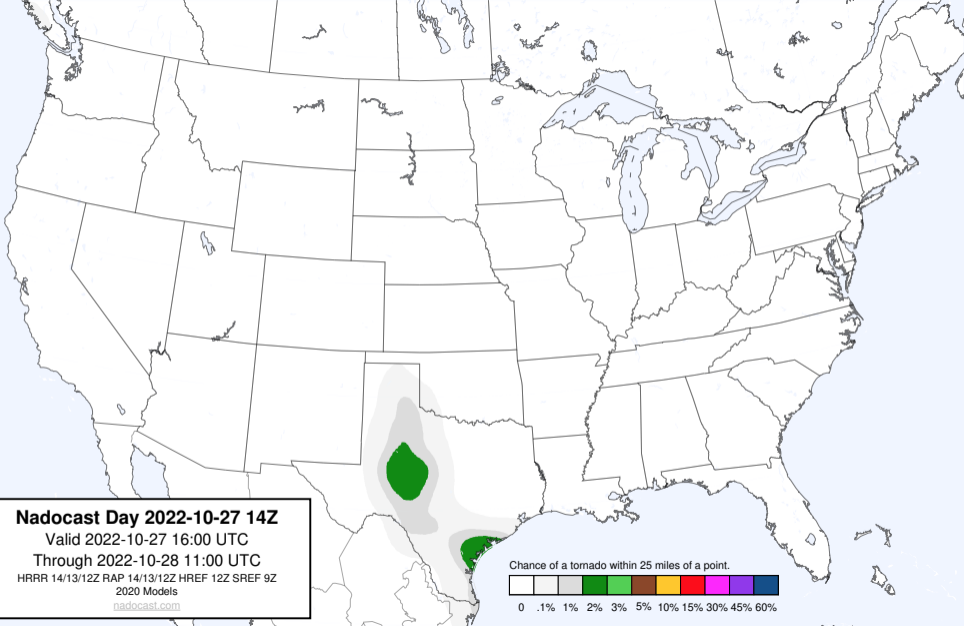 Nadocast Day 2022-10-27 14Z
Valid 2022-10-27 16:00 UTC
Through 2022-10-28 11:00 UTC
HRRR 14/13/12Z RAP 14/13/12Z HREF 12Z SREF 9Z
2020 Models
nadocast.com
Chance of a tornado within 25 miles of a point.
0 .1% 1% 2% 3% 5% 10% 15% 30% 45% 60%